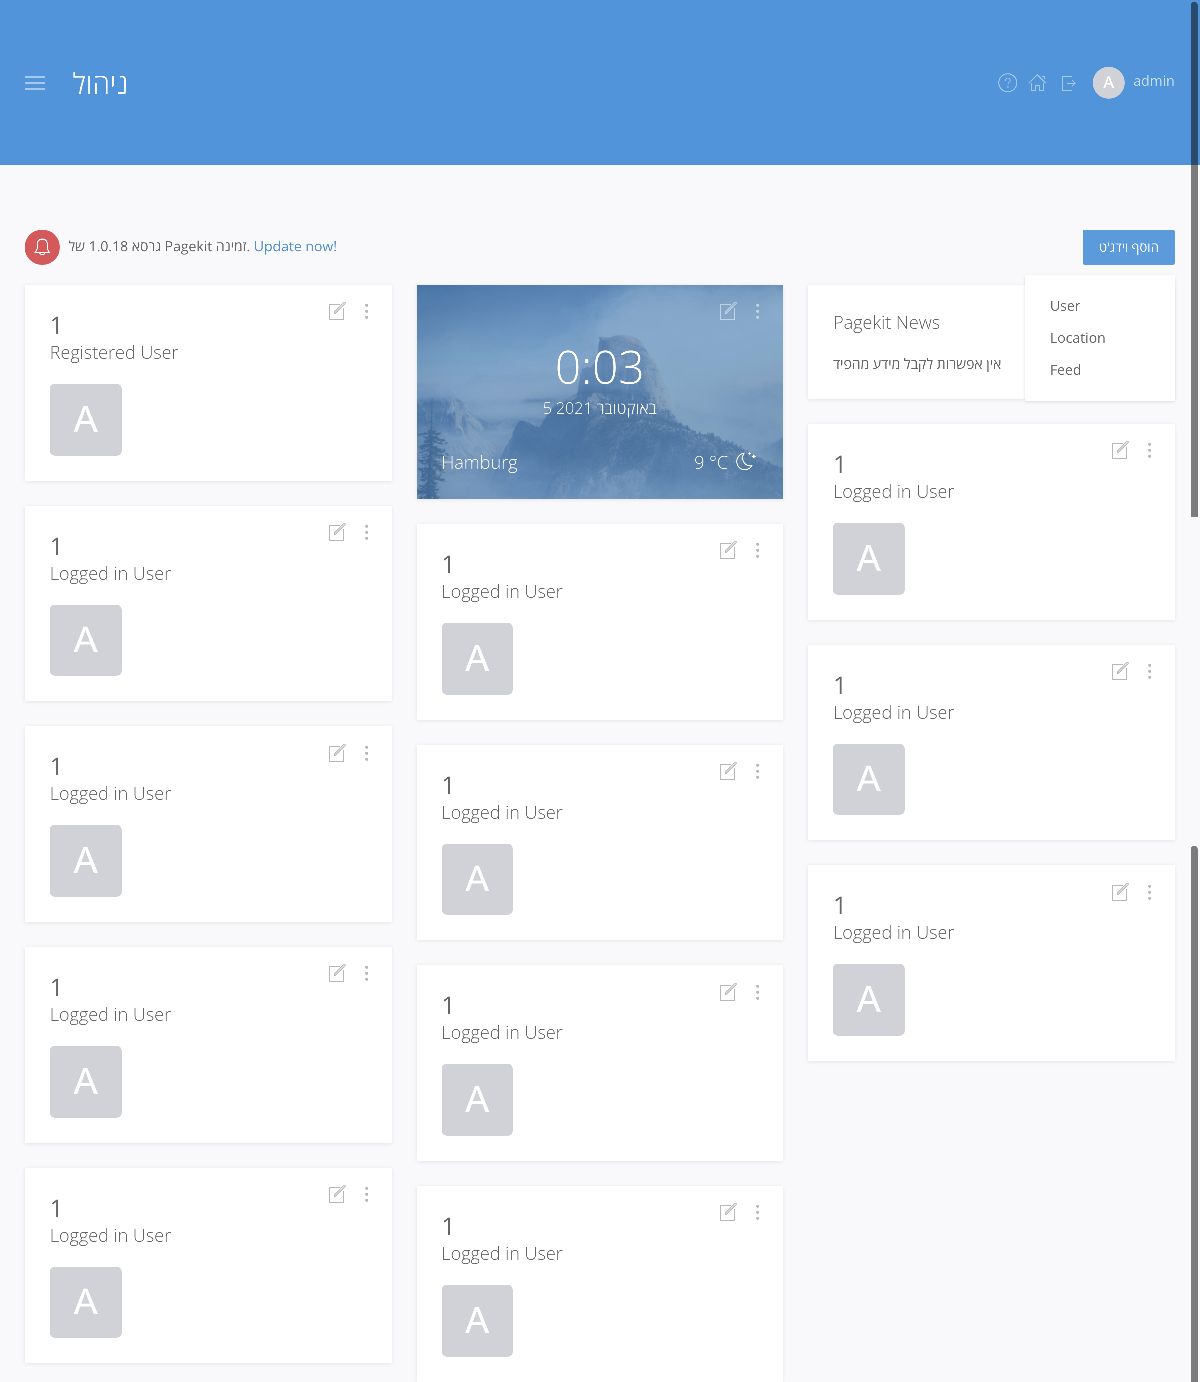 ניהול
A admin
גרסא 1.0.18 של Pagekit זמינה. Update now!
הוסף וידג'ט
User
Location
Feed
1
Registered User
A
1
Logged in User
A
1
Logged in User
A
1
Logged in User
A
1
Logged in User
A
0:03
5 באוקטובר 2021
Hamburg
9 °C
1
Logged in User
A
1
Logged in User
A
1
Logged in User
A
1
Logged in User
A
Pagekit News
אין אפשרות לקבל מידע מהפיד
1
Logged in User
A
1
Logged in User
A
1
Logged in User
A